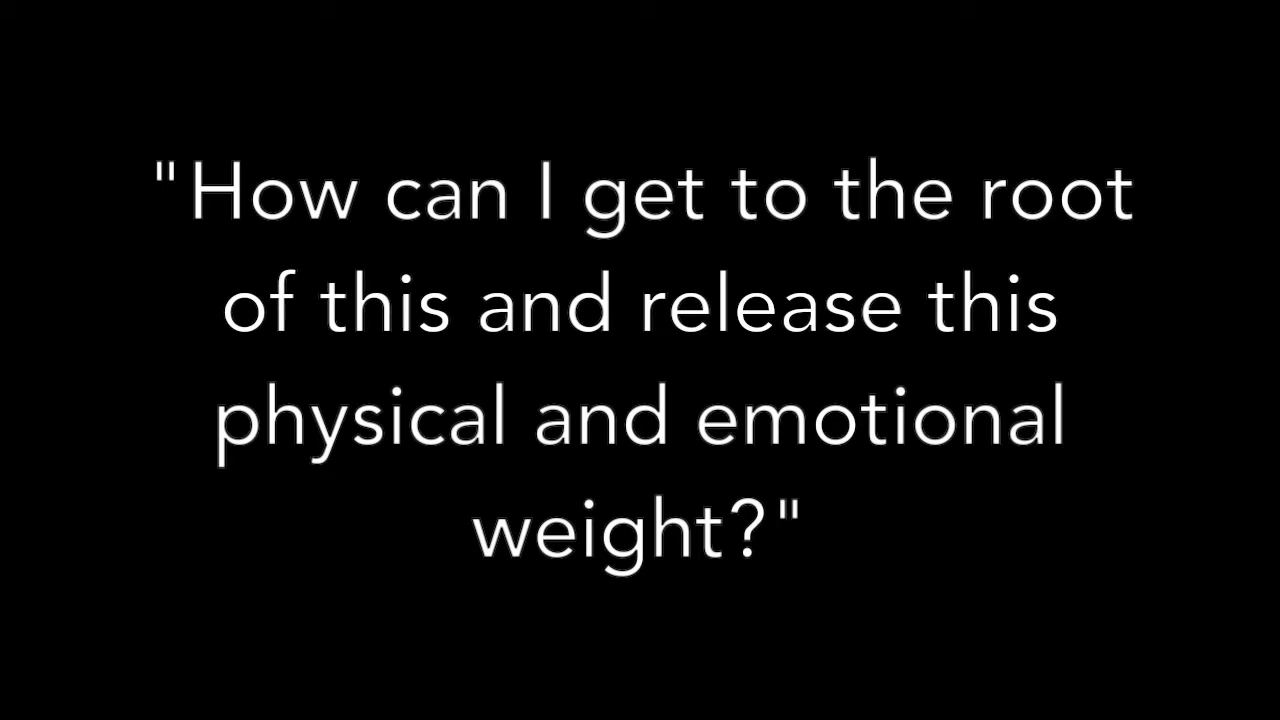 "How can I get to the root
of this and release this
physical and emotional
weight?"